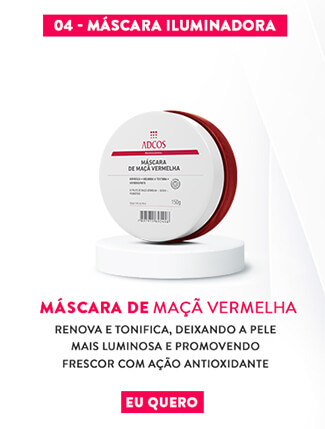 04 - MÁSCARA ILUMINADORA
ADCOS
MÁSCARA
DE MAÇÃ VERMELHA
150g
MÁSCARA DE MAÇÃ VERMELHA
RENOVA E TONIFICA, DEIXANDO A PELE
MAIS LUMINOSA E PROMOVENDO
FRESCOR COM AÇÃO ANTIOXIDANTE
EU QUERO